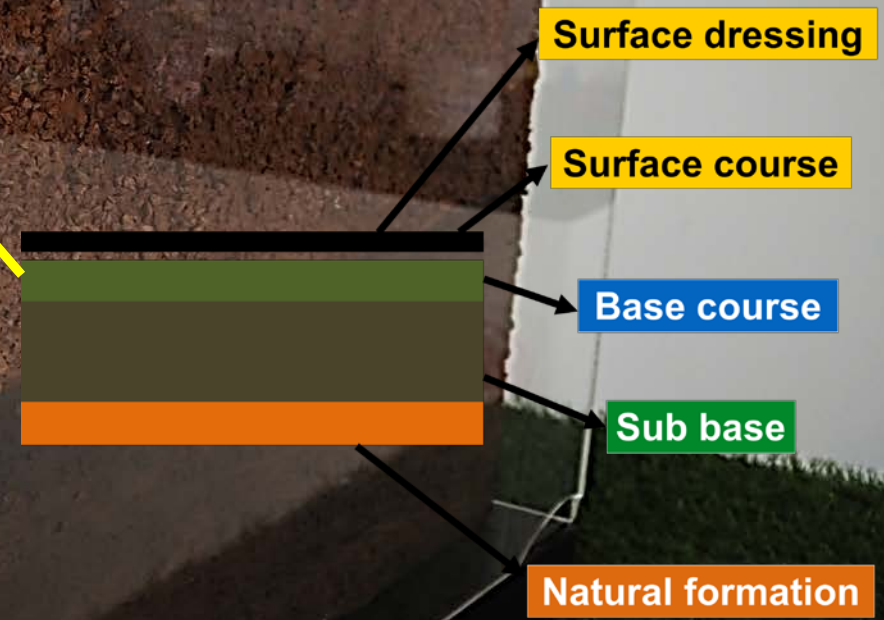 Surface dressing
Surface course
Base course
Sub base
Natural formation